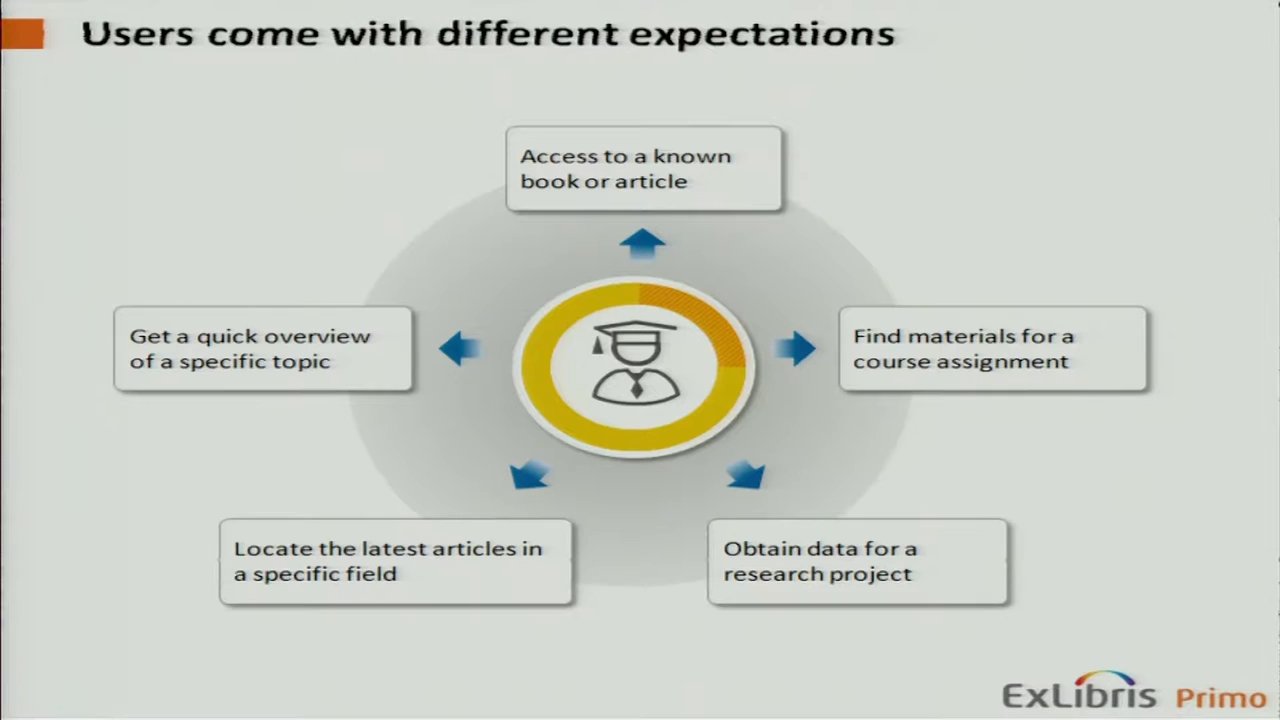 Users come with different expectations
Access to a known
book or article
Get a quick overview
of a specific topic
Find materials for a
course assignment
Locate the latest articles in
a specific field
Obtain data for a
research project
ExLibris Primo